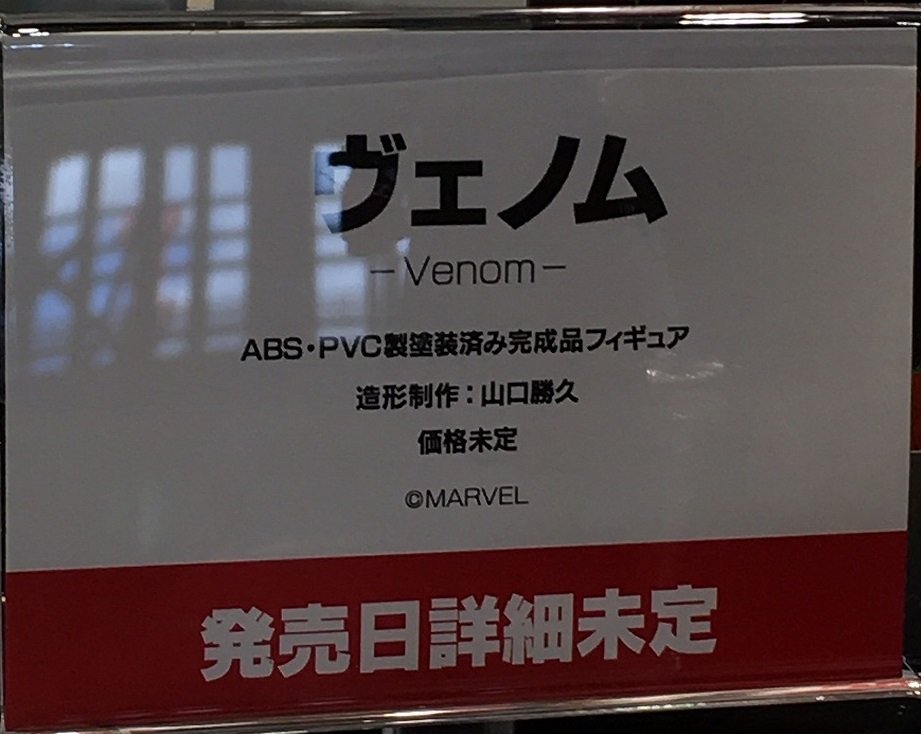 ヴェノム
-Venom-
ABS・PVC製塗装済み完成品フィギュア
造形制作：山口勝久
価格未定
©MARVEL
発売日詳細未定